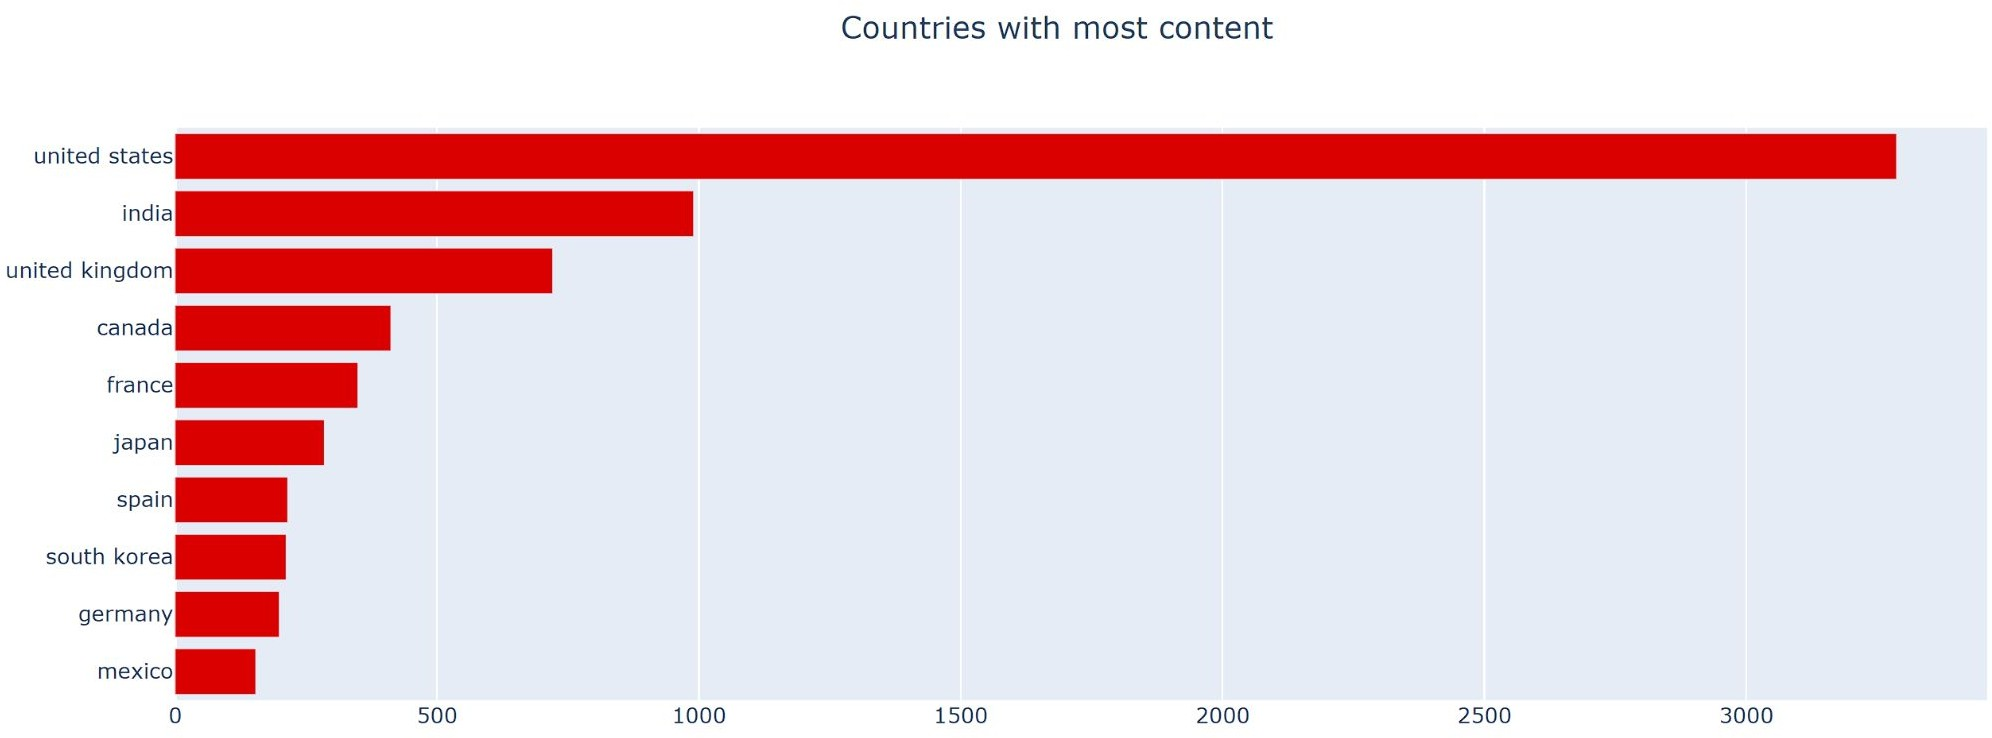 Countries with most content
united states
india
united kingdom
canada
france
japan
spain
south korea
germany
mexico
0 500 1000 1500 2000 2500 3000